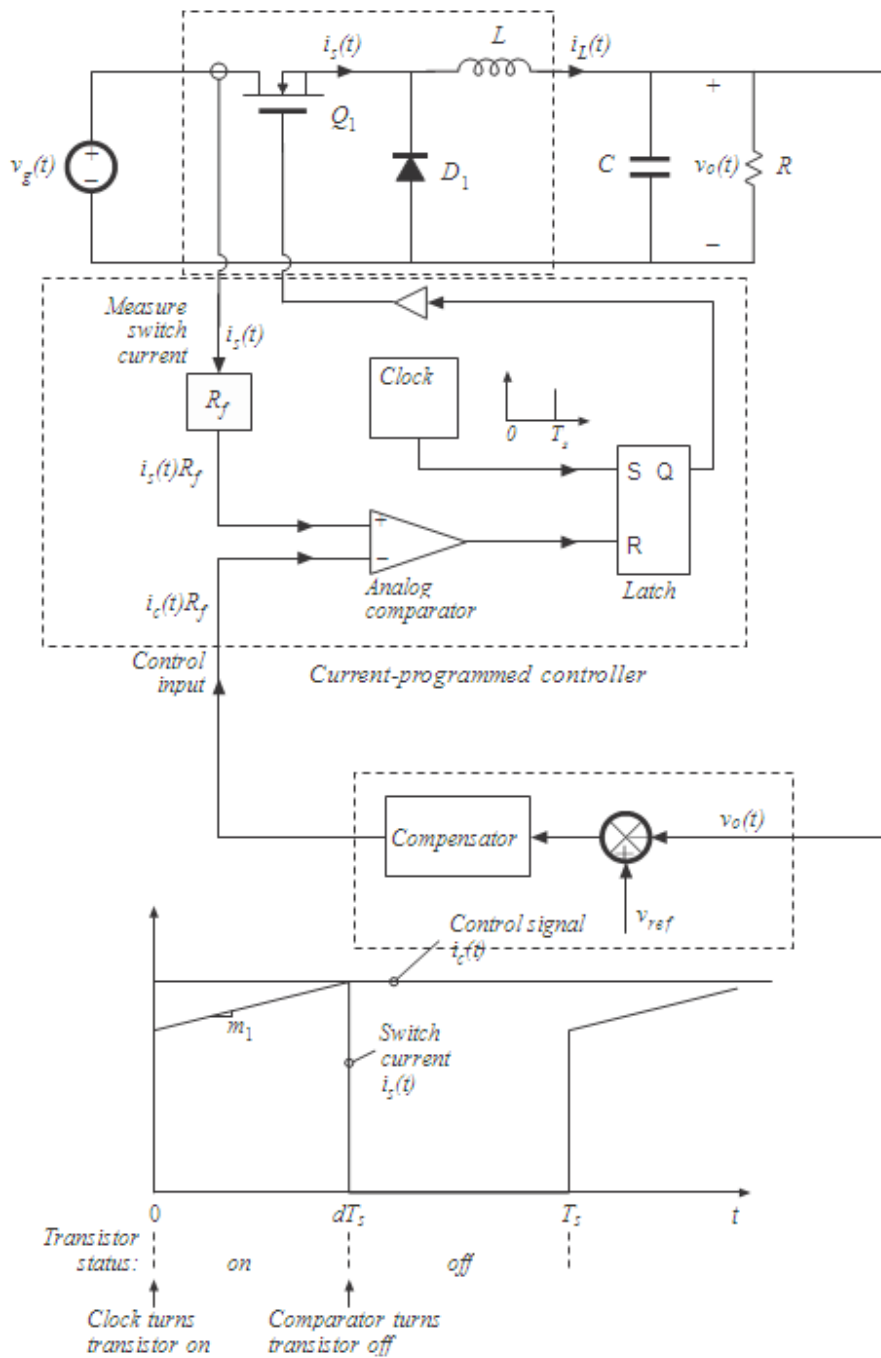 i_s(t)
L
i_L(t)
Q_1
v_g(t)
+
−
D_1
C
+
v_o(t)
−
R
Measure
switch
current
i_s(t)
R_f
Clock
0
T_s
i_s(t)R_f
S Q
R
+
−
Analog
comparator
Latch
i_c(t)R_f
Control
input
Current-programmed controller
Compensator
+
v_o(t)
v_ref
Control signal
i_c(t)
m_1
Switch
current
i_s(t)
0
dT_s
T_s
t
Transistor
status:
on
off
Clock turns
transistor on
Comparator turns
transistor off